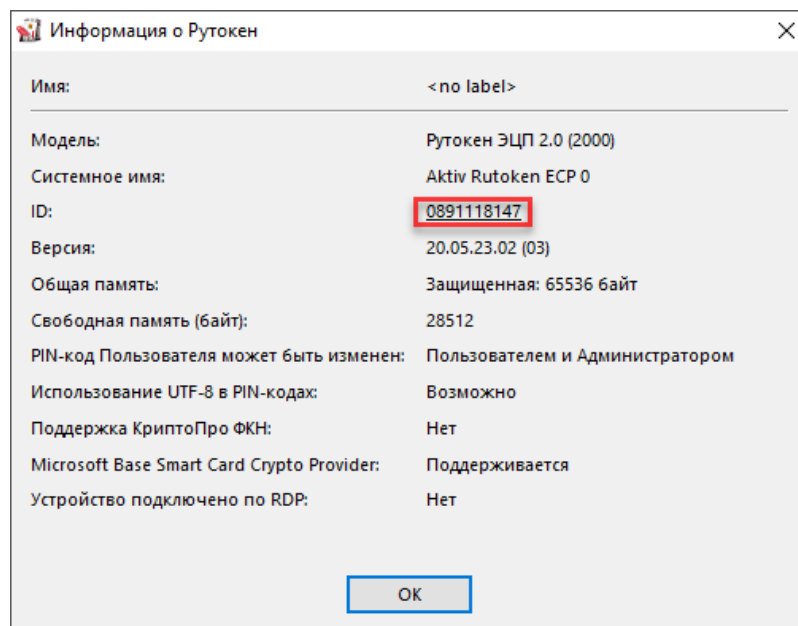 Информация о Рутокен
Имя: <no label>
Модель: Рутокен ЭЦП 2.0 (2000)
Системное имя: Aktiv Rutoken ECP 0
ID: 0891118147
Версия: 20.05.23.02 (03)
Общая память: Защищенная: 65536 байт
Свободная память (байт): 28512
PIN-код Пользователя может быть изменен: Пользователем и Администратором
Использование UTF-8 в PIN-кодах: Возможно
Поддержка КриптоПро ФКН: Нет
Microsoft Base Smart Card Crypto Provider: Поддерживается
Устройство подключено по RDP: Нет
ОК